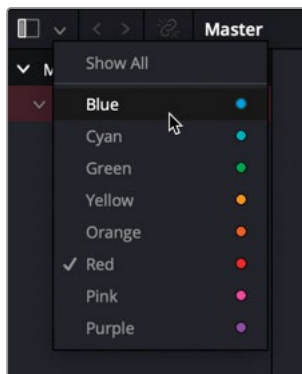 Master
M
Show All
Blue
Cyan
Green
Yellow
Orange
Red
Pink
Purple